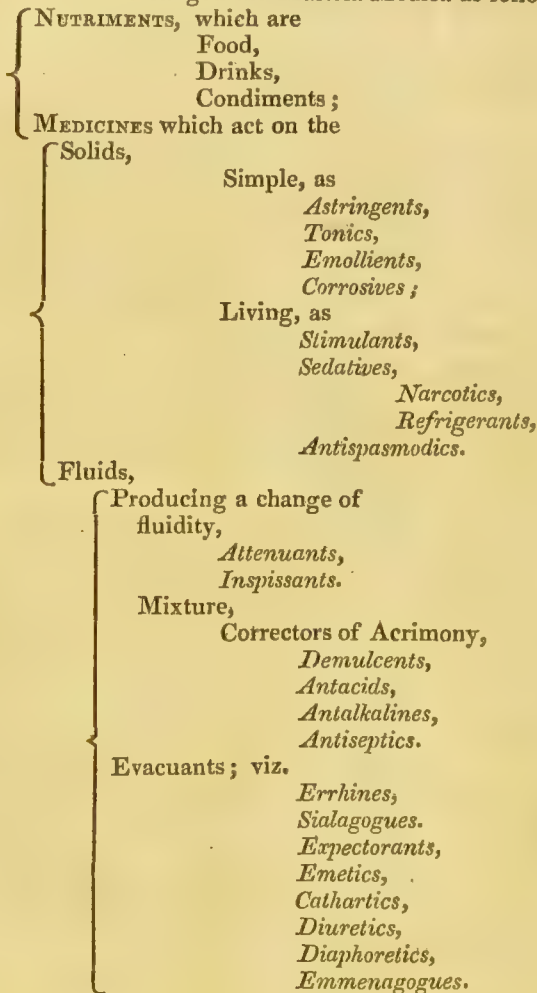 NUTRIMENTS, which are
Food,
Drinks,
Condiments;
MEDICINES which act on the
Solids,
Simple, as
Astringents,
Tonics,
Emollients,
Corrosives;
Living, as
Stimulants,
Sedatives,
Narcotics,
Refrigerants,
Antispasmodics.
Fluids,
Producing a change of
fluidity,
Attenuants,
Inspissants.
Mixture,
Correctors of Acrimony,
Demulcents,
Antacids,
Antalkalines,
Antiseptics.
Evacuants; viz.
Errhines,
Sialagogues.
Expectorants,
Emetics,
Cathartics,
Diuretics,
Diaphoretics,
Emmenagogues.